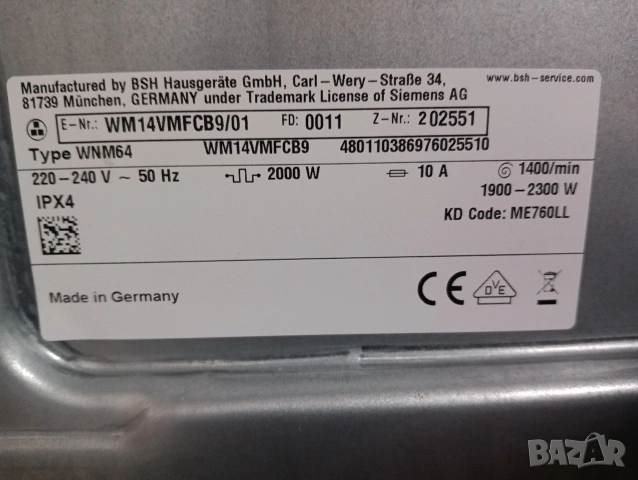 Manufactured by BSH Hausgeräte GmbH, Carl-Wery-Straße 34,
www.bsh-service.com
81739 München, GERMANY under Trademark License of Siemens AG
E-Nr.: WM14VMFCB9/01 FD: 0011 Z-Nr.: 202551
Type WNM64 WM14VMFCB9 480110386976025510
220-240 V ~ 50 Hz 2000 W 10 A 1400/min
1900-2300 W
IPX4
KD Code: ME760LL
Made in Germany
CE DVE
BAZAR